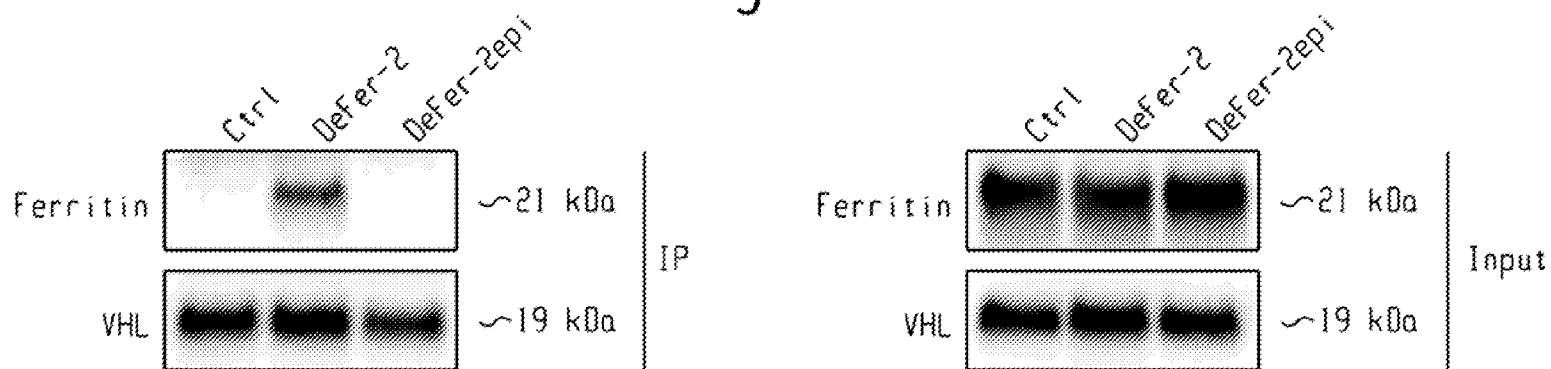 Ctrl
DeFer-2
DeFer-2epi
Ferritin
~21 kDa
VHL
~19 kDa
IP
Ctrl
DeFer-2
DeFer-2epi
Ferritin
~21 kDa
VHL
~19 kDa
Input